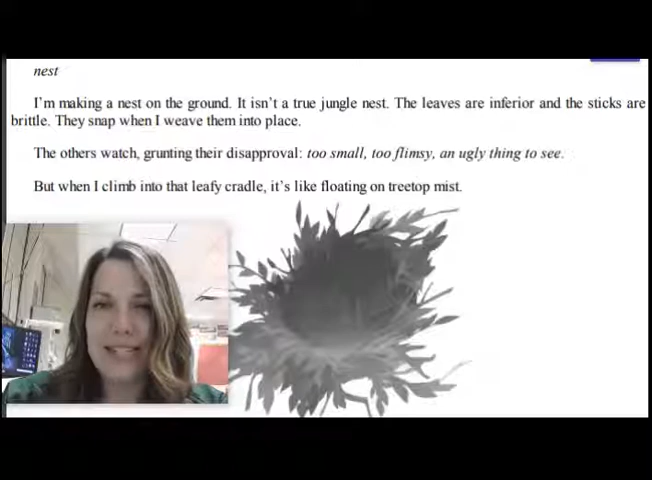 nest
I'm making a nest on the ground. It isn't a true jungle nest. The leaves are inferior and the sticks are
brittle. They snap when I weave them into place.
The others watch, grunting their disapproval: too small, too flimsy, an ugly thing to see.
But when I climb into that leafy cradle, it's like floating on treetop mist.